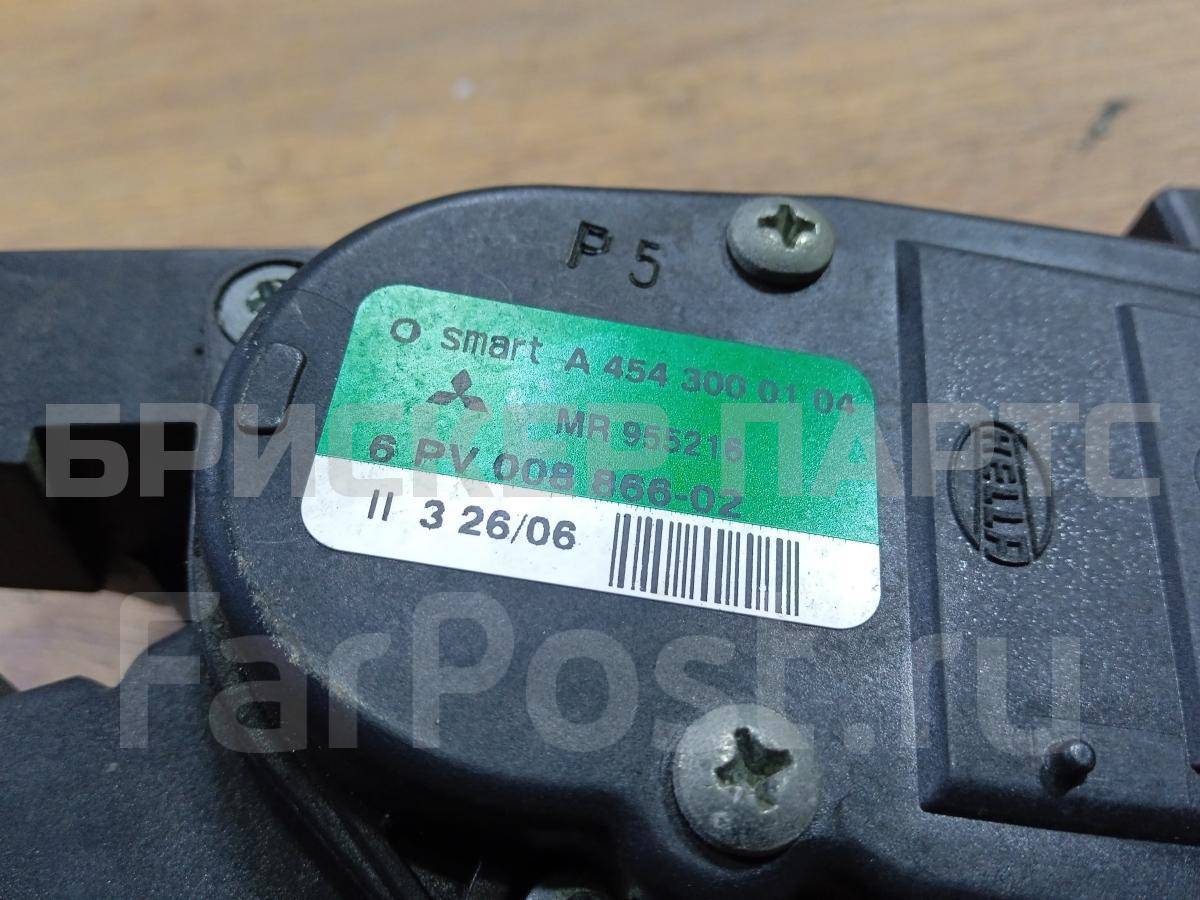 P 5
smart A 454 300 01 04
MR 955216
БРИСКЕР ПАРТС
6 PV 008 866-02
HELLA
II 3 26/06
FarPost.ru